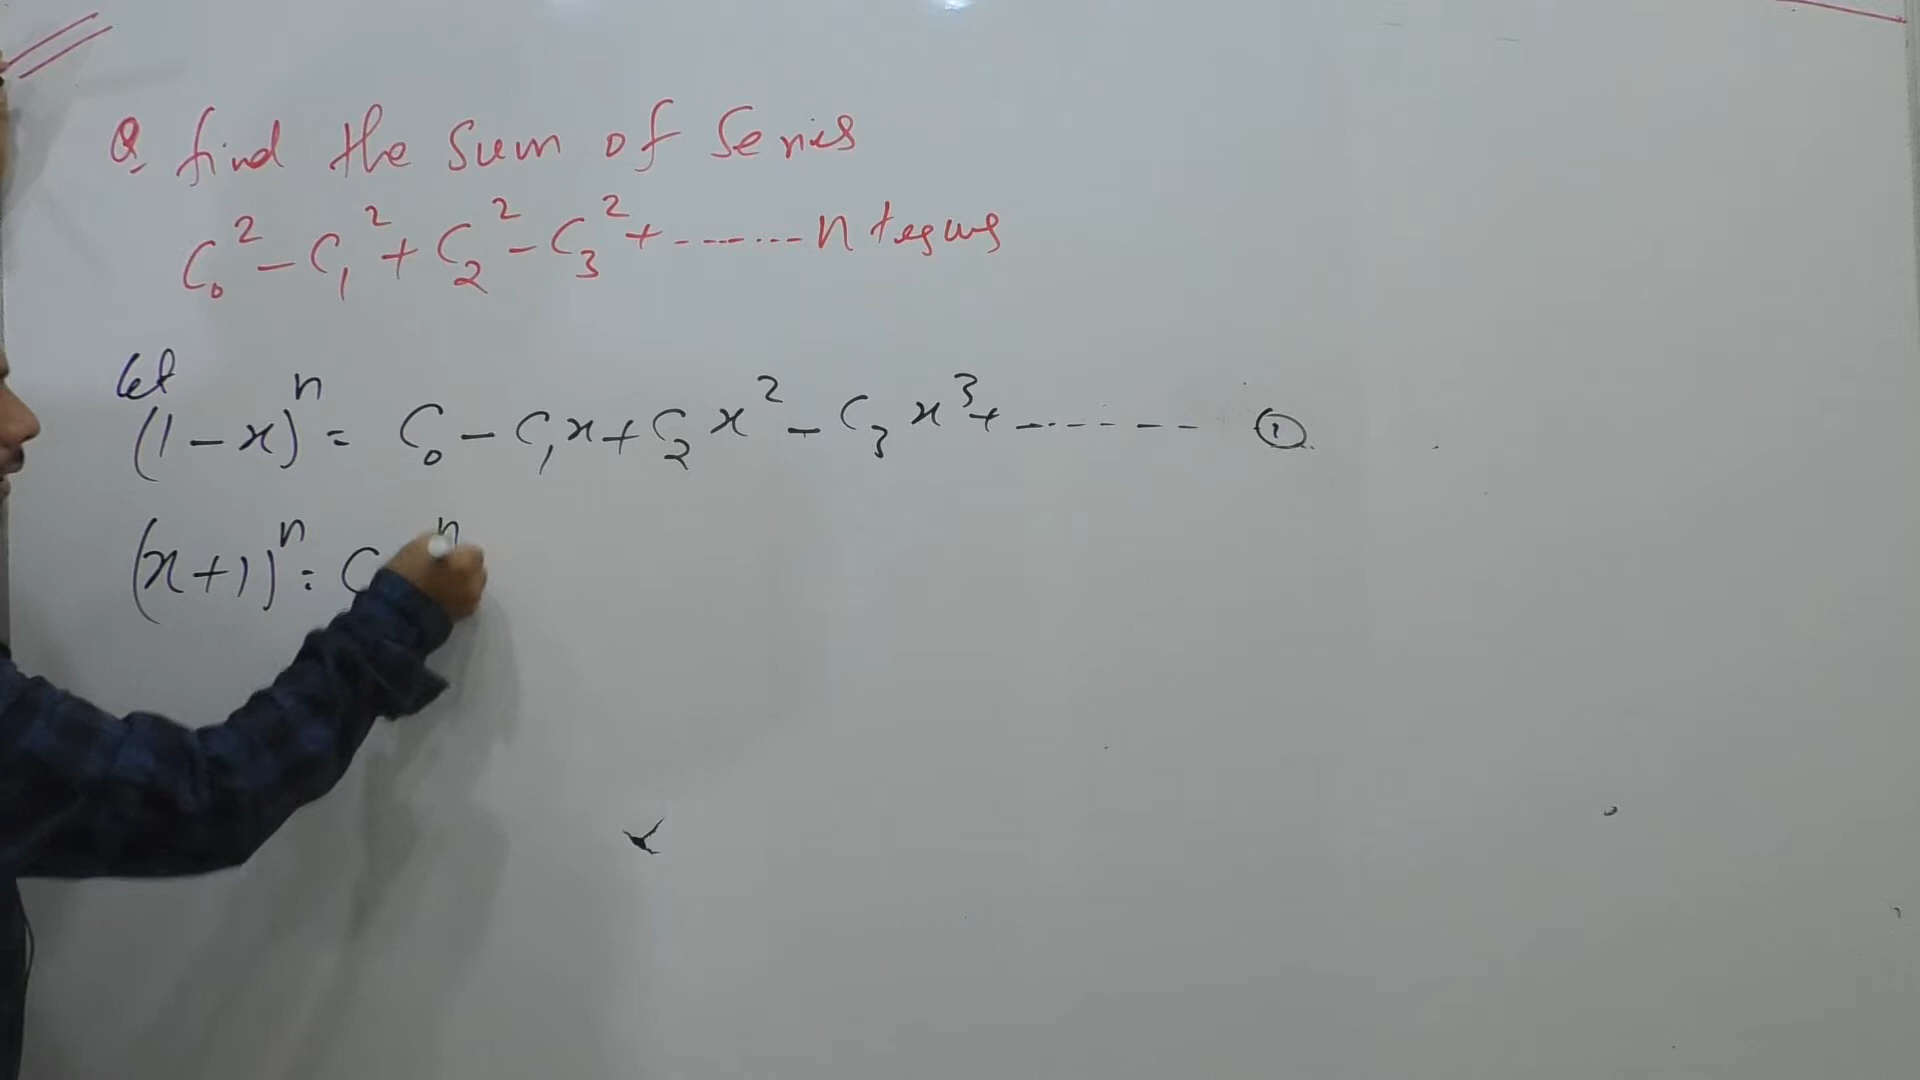 Q find the Sum of Series
C₀² - C₁² + C₂² - C₃² + ------- n terms
let
(1-x)ⁿ = C₀ - C₁x + C₂x² - C₃x³ + ------- ①
(x+1)ⁿ = C n